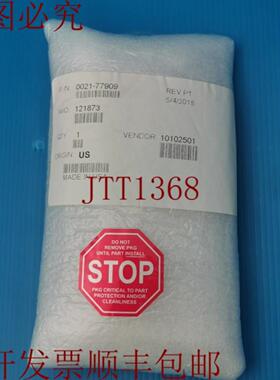 图必究
P/N 0021-77909
REV P1
5/4/2016
W/O 121873
QTY 1
VENDOR 10102501
ORIGIN US
MADE IN USA
JTT1368
DO NOT
REMOVE PKG
UNTIL PART INSTALL
STOP
PKG CRITICAL TO PART
PROTECTION AND/OR
CLEANLINESS
开发票顺丰包邮